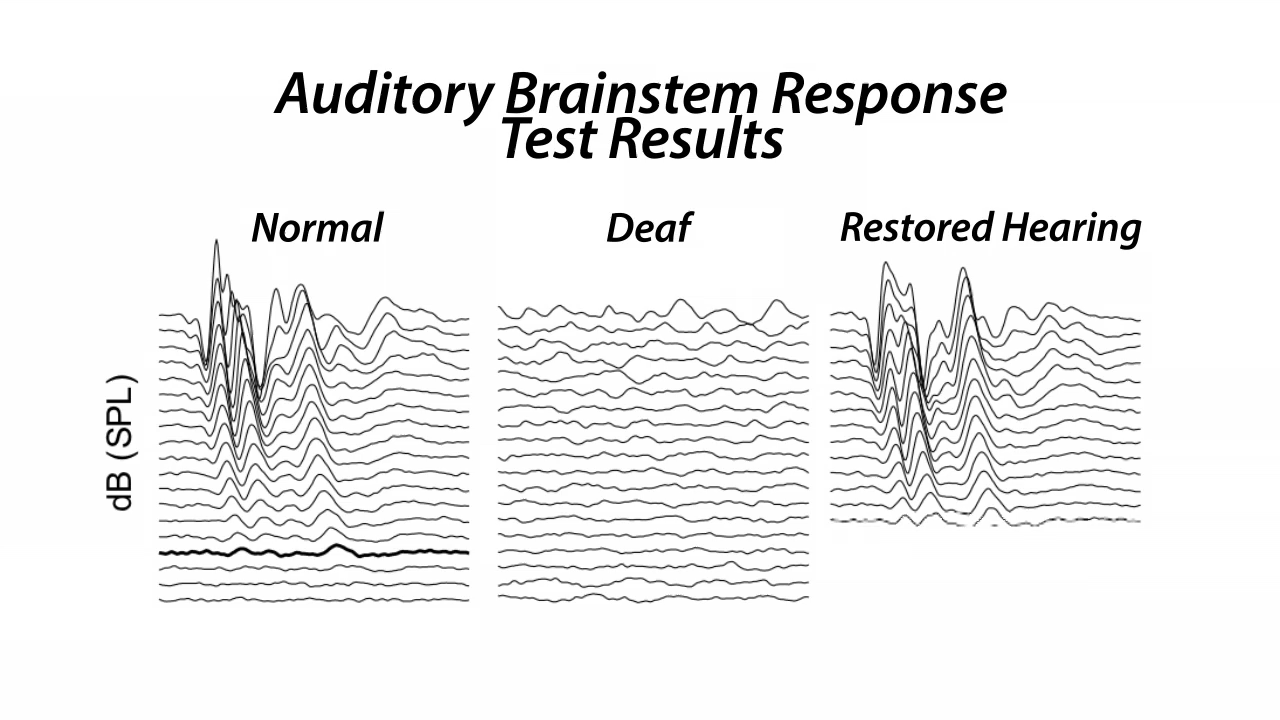 Auditory Brainstem Response
Test Results
Normal
Deaf
Restored Hearing
dB (SPL)